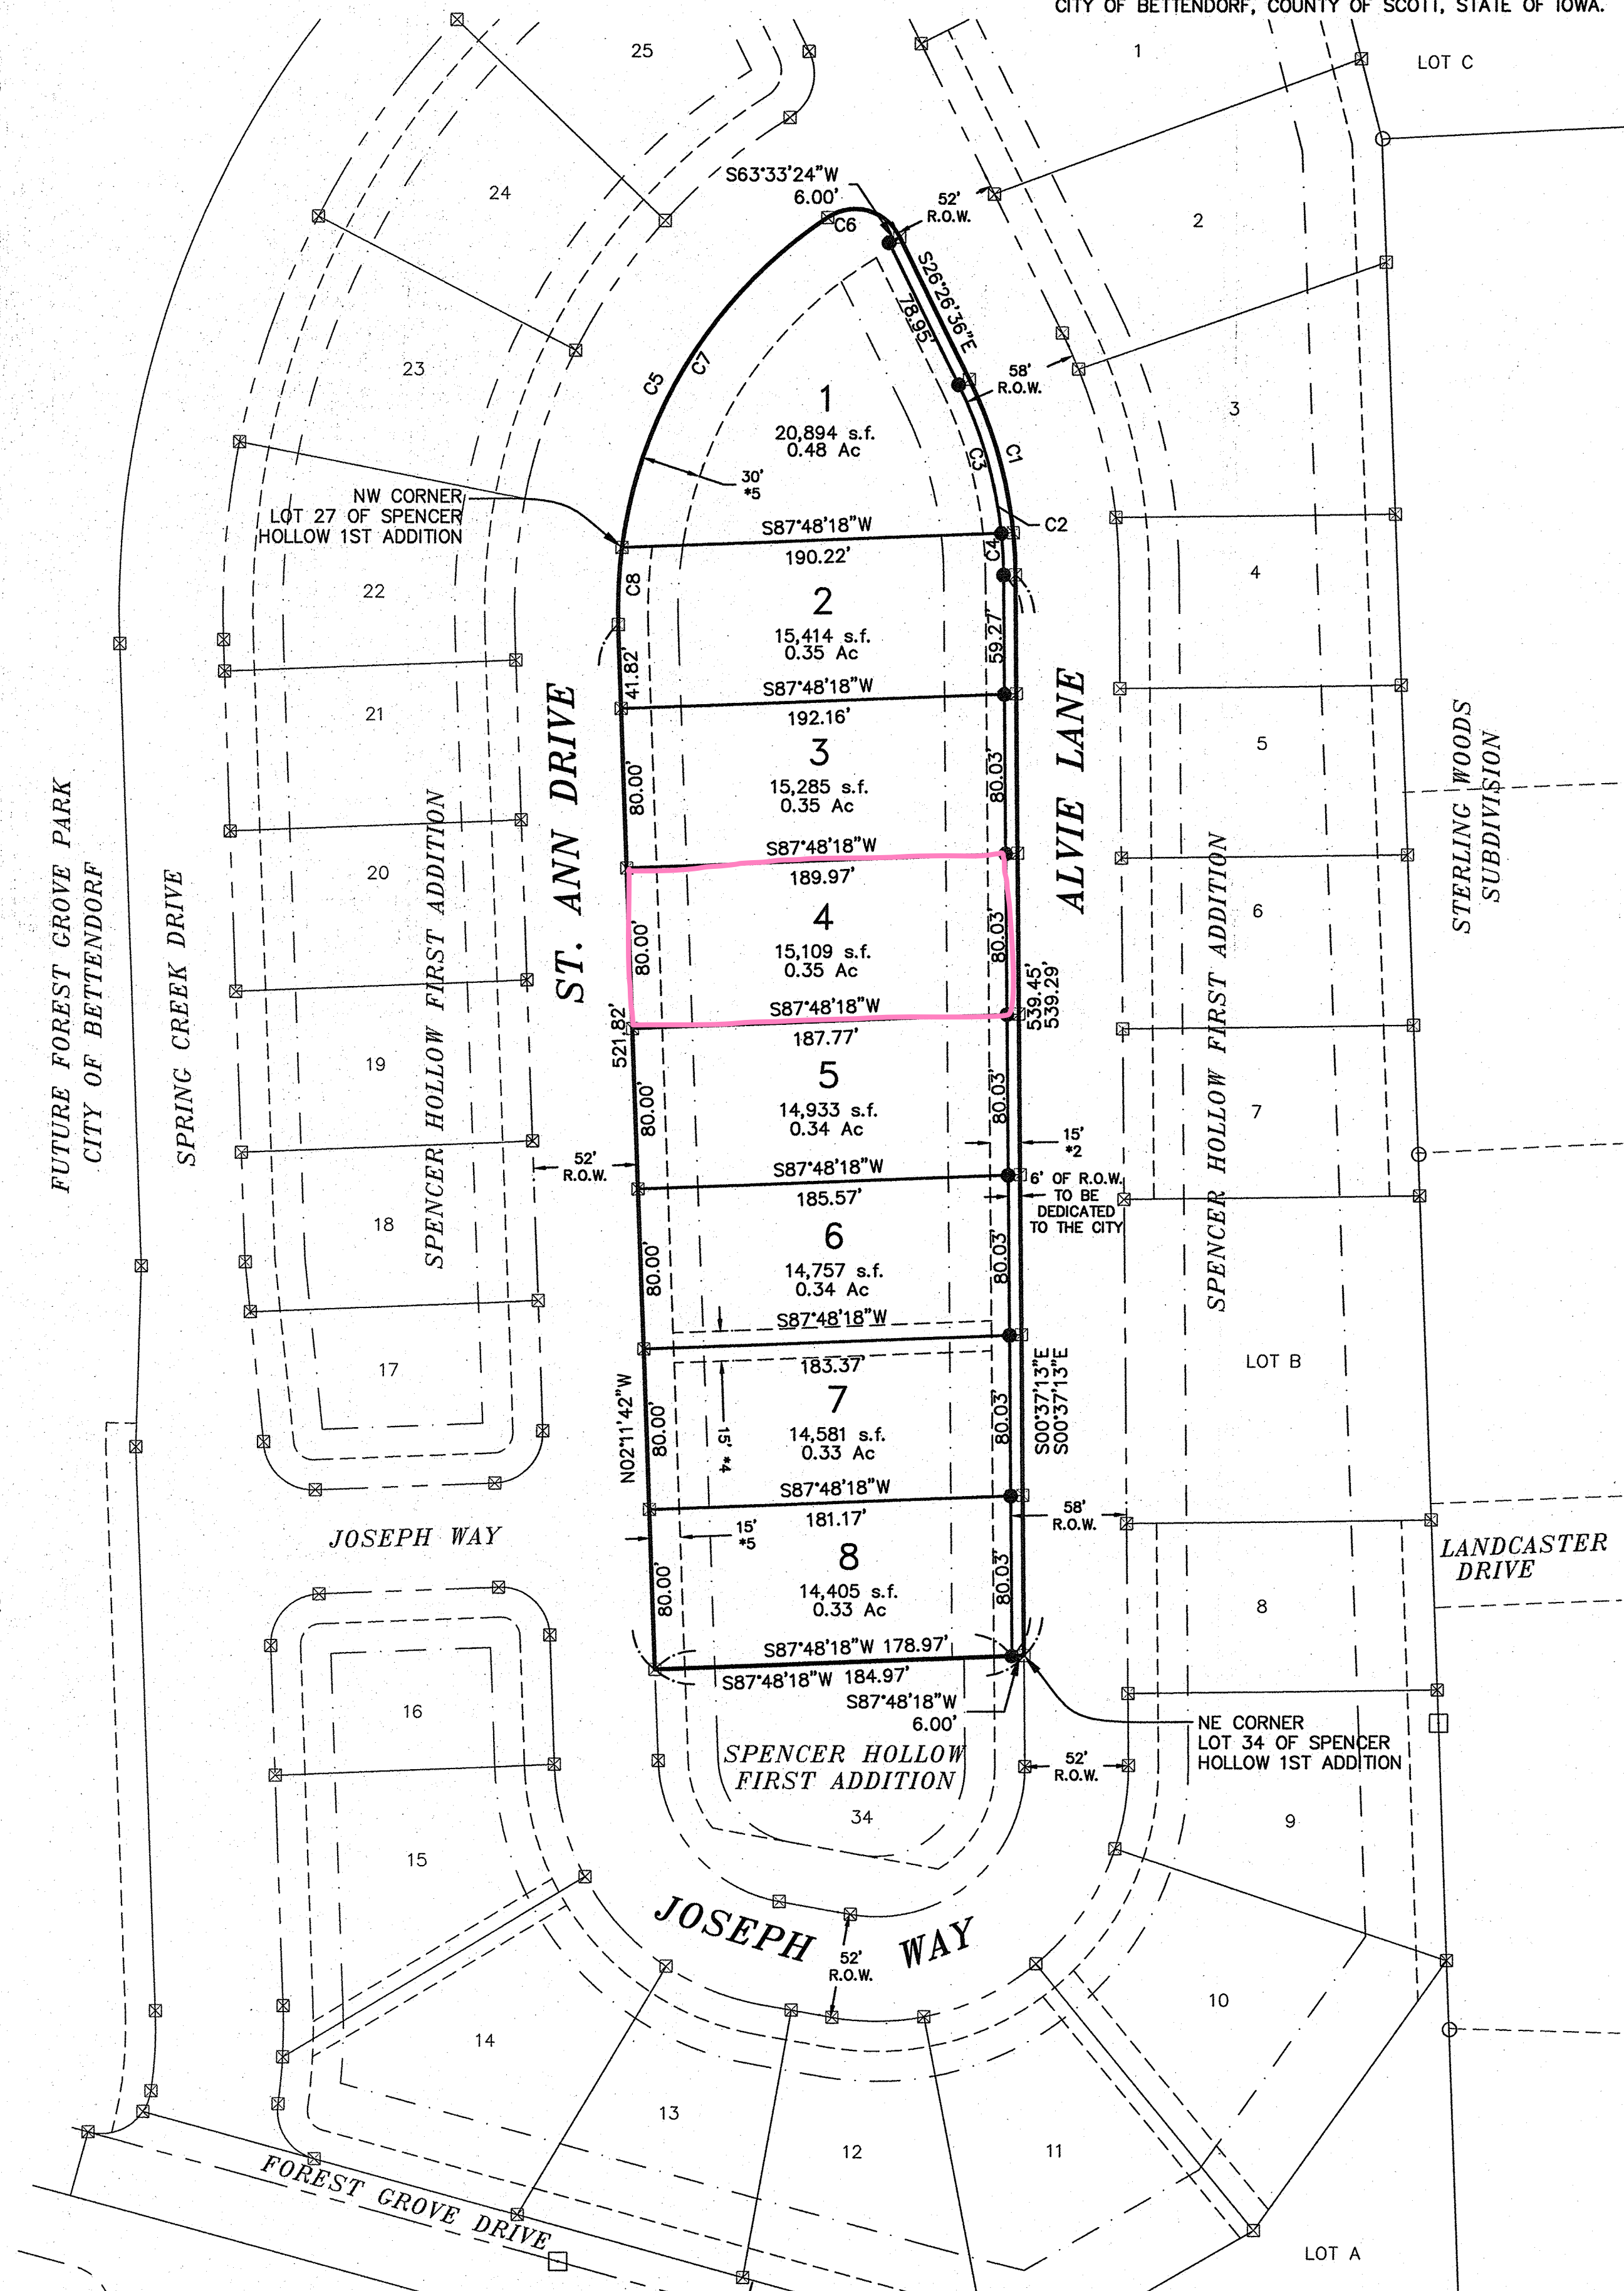 CITY OF BETTENDORF, COUNTY OF SCOTT, STATE OF IOWA.
25
1
LOT C
24
S63°33'24"W
6.00'
52'
R.O.W.
2
C6
S26°26'36"E
78.95'
23
C5
C7
58'
R.O.W.
3
1
20,894 s.f.
0.48 Ac
C3
C1
30'
*5
NW CORNER
LOT 27 OF SPENCER
HOLLOW 1ST ADDITION
S87°48'18"W
190.22'
C2
C4
22
C8
2
15,414 s.f.
0.35 Ac
59.27'
4
41.82'
S87°48'18"W
192.16'
21
ST. ANN DRIVE
3
15,285 s.f.
0.35 Ac
80.00'
80.03'
ALVIE LANE
5
STERLING WOODS
SUBDIVISION
FUTURE FOREST GROVE PARK
CITY OF BETTENDORF
SPRING CREEK DRIVE
20
SPENCER HOLLOW FIRST ADDITION
S87°48'18"W
189.97'
4
15,109 s.f.
0.35 Ac
80.00'
80.03'
6
SPENCER HOLLOW FIRST ADDITION
S87°48'18"W
187.77'
539.45'
539.29'
521.82'
19
5
14,933 s.f.
0.34 Ac
80.00'
80.03'
7
15'
*2
52'
R.O.W.
S87°48'18"W
185.57'
6' OF R.O.W.
TO BE
DEDICATED
TO THE CITY
18
6
14,757 s.f.
0.34 Ac
80.00'
80.03'
S87°48'18"W
183.37'
17
LOT B
7
14,581 s.f.
0.33 Ac
N02°11'42"W
80.00'
15' *4
80.03'
S00°37'13"E
S00°37'13"E
S87°48'18"W
181.17'
58'
R.O.W.
JOSEPH WAY
15'
*5
LANDCASTER
DRIVE
8
14,405 s.f.
0.33 Ac
80.00'
80.03'
8
S87°48'18"W 178.97'
S87°48'18"W 184.97'
S87°48'18"W
6.00'
16
NE CORNER
LOT 34 OF SPENCER
HOLLOW 1ST ADDITION
SPENCER HOLLOW
FIRST ADDITION
52'
R.O.W.
34
9
15
JOSEPH WAY
52'
R.O.W.
10
14
13
12
11
FOREST GROVE DRIVE
LOT A